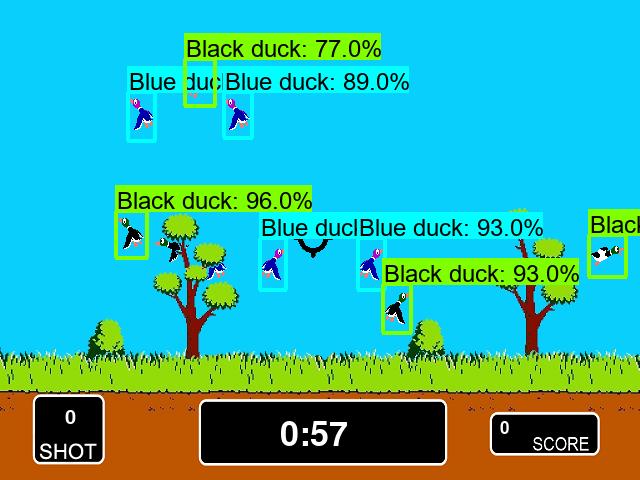 Black duck: 77.0%
Blue duc
Blue duck: 89.0%
Black duck: 96.0%
Blue ducl
Blue duck: 93.0%
Black
Black duck: 93.0%
0
SHOT
0:57
0
SCORE